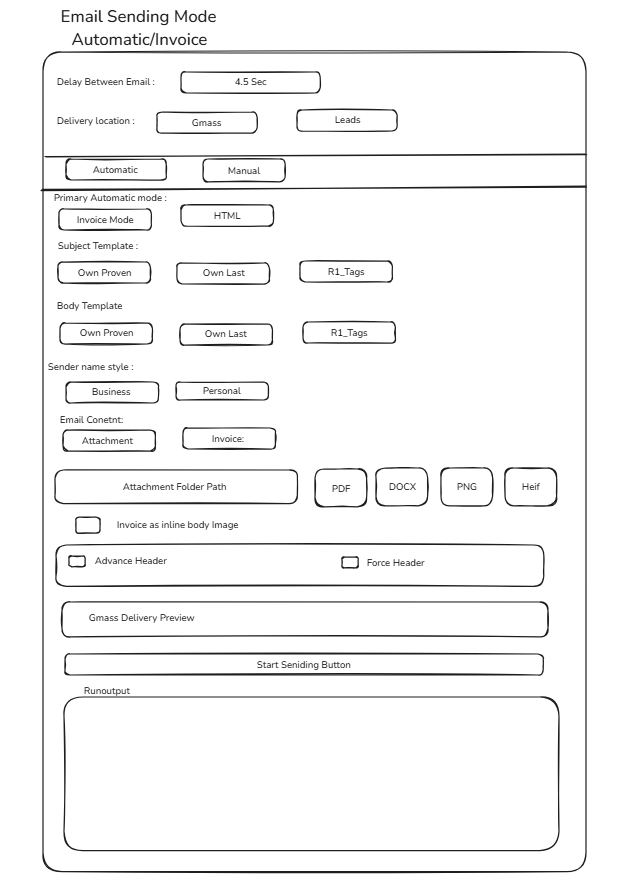 Email Sending Mode
Automatic/Invoice
Delay Between Email : 4.5 Sec
Delivery location : Gmass Leads
Automatic Manual
Primary Automatic mode :
Invoice Mode HTML
Subject Template :
Own Proven Own Last R1_Tags
Body Template
Own Proven Own Last R1_Tags
Sender name style :
Business Personal
Email Conetnt:
Attachment Invoice:
Attachment Folder Path PDF DOCX PNG Heif
Invoice as inline body Image
Advance Header Force Header
Gmass Delivery Preview
Start Seniding Button
Runoutput